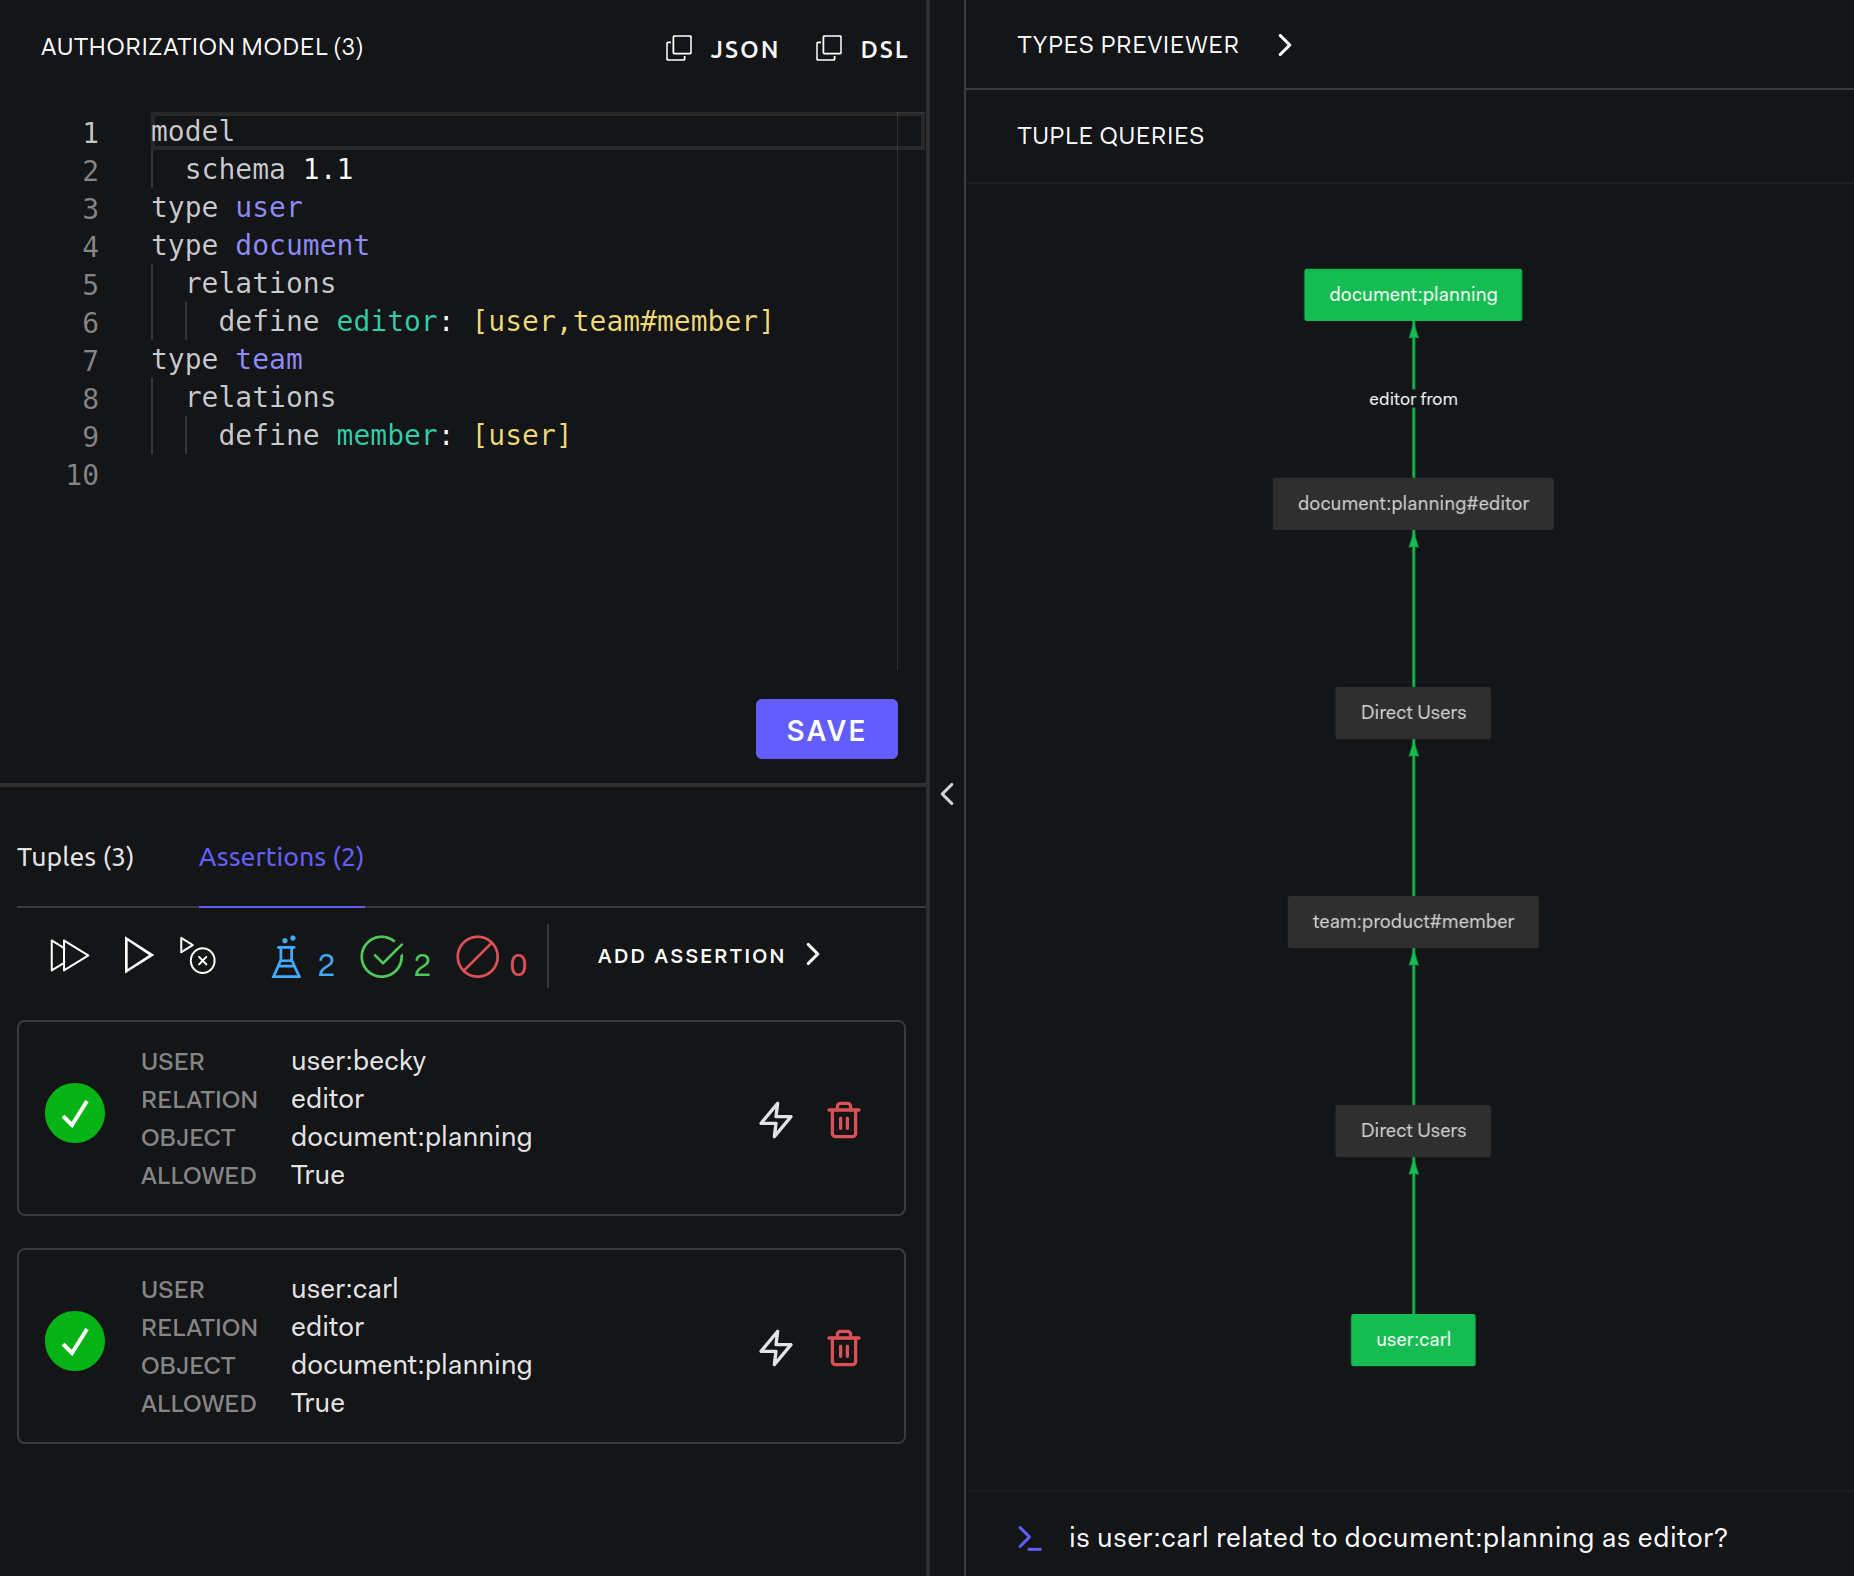 AUTHORIZATION MODEL (3)
JSON
DSL
1 model
2 schema 1.1
3 type user
4 type document
5 relations
6 define editor: [user,team#member]
7 type team
8 relations
9 define member: [user]
10
SAVE
Tuples (3)
Assertions (2)
2
2
0
ADD ASSERTION
USER user:becky
RELATION editor
OBJECT document:planning
ALLOWED True
USER user:carl
RELATION editor
OBJECT document:planning
ALLOWED True
TYPES PREVIEWER
TUPLE QUERIES
document:planning
editor from
document:planning#editor
Direct Users
team:product#member
Direct Users
user:carl
is user:carl related to document:planning as editor?